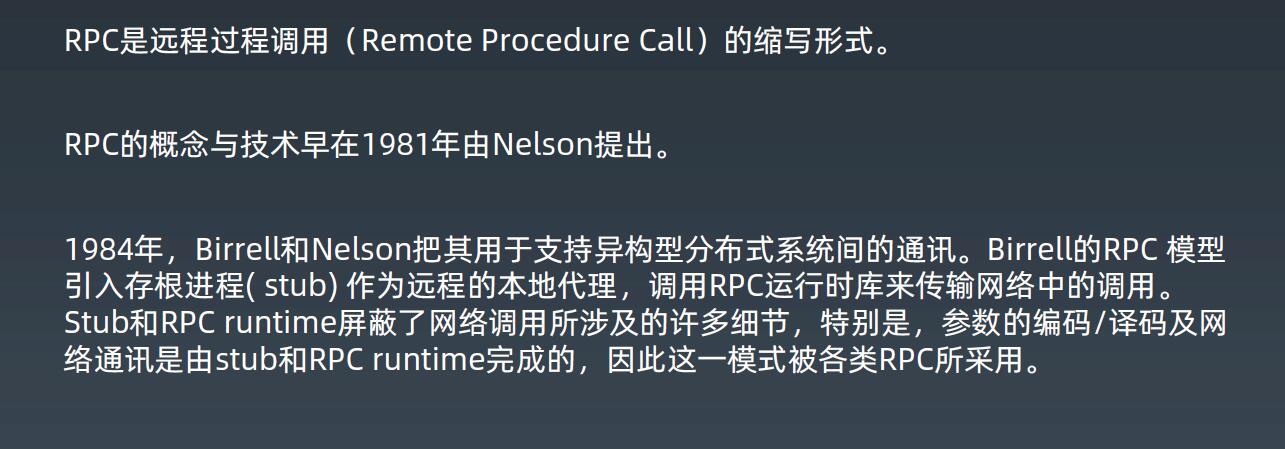 RPC是远程过程调用（Remote Procedure Call）的缩写形式。
RPC的概念与技术早在1981年由Nelson提出。
1984年，Birrell和Nelson把其用于支持异构型分布式系统间的通讯。Birrell的RPC 模型
引入存根进程( stub) 作为远程的本地代理，调用RPC运行时库来传输网络中的调用。
Stub和RPC runtime屏蔽了网络调用所涉及的许多细节，特别是，参数的编码/译码及网
络通讯是由stub和RPC runtime完成的，因此这一模式被各类RPC所采用。